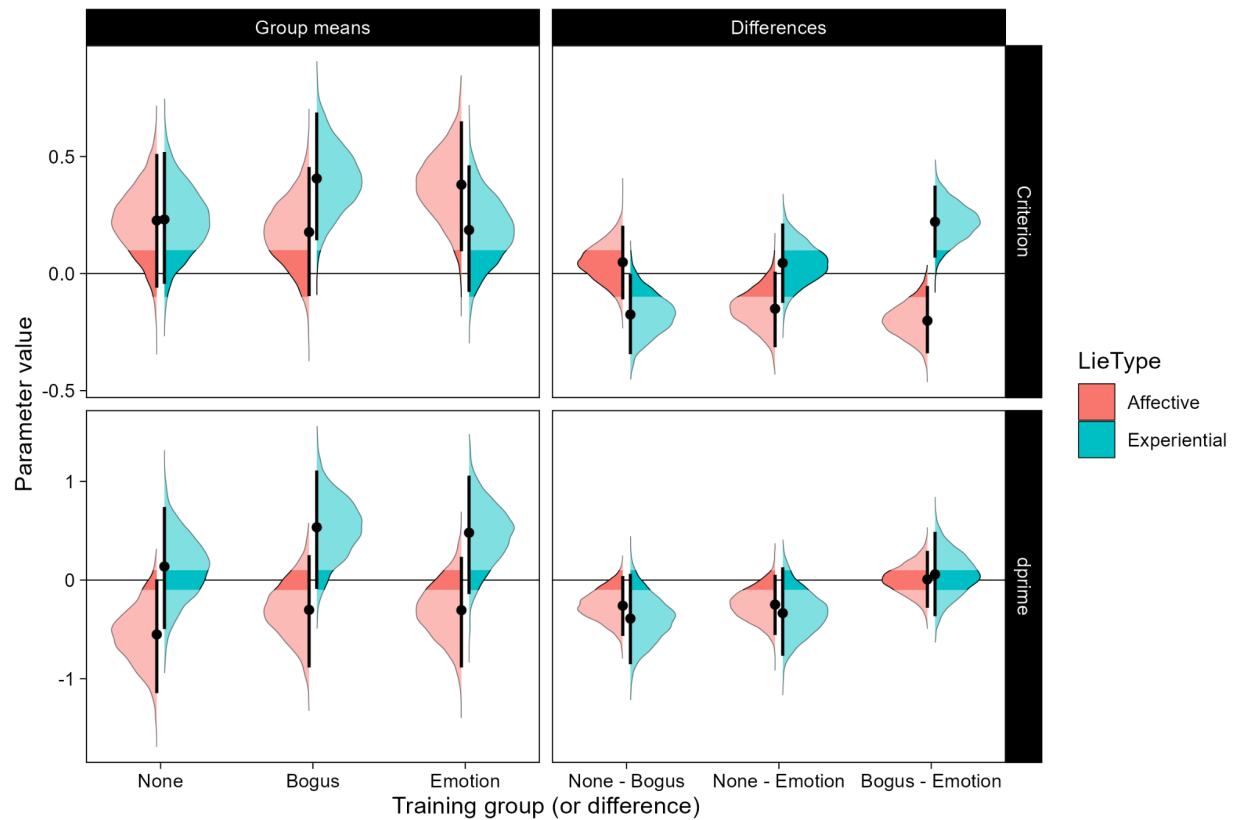 Group means
Differences
Parameter value
0.5
0.0
-0.5
Criterion
1
0
-1
dprime
None
Bogus
Emotion
None - Bogus
None - Emotion
Bogus - Emotion
Training group (or difference)
LieType
Affective
Experiential